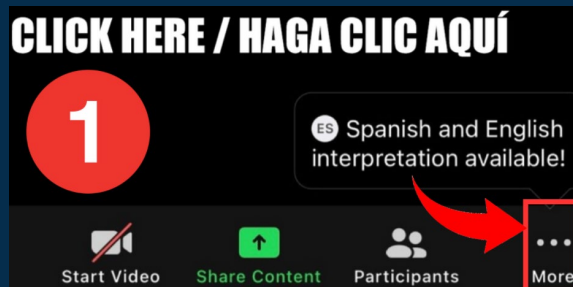 CLICK HERE / HAGA CLIC AQUÍ
1
ES Spanish and English
interpretation available!
Start Video Share Content Participants More